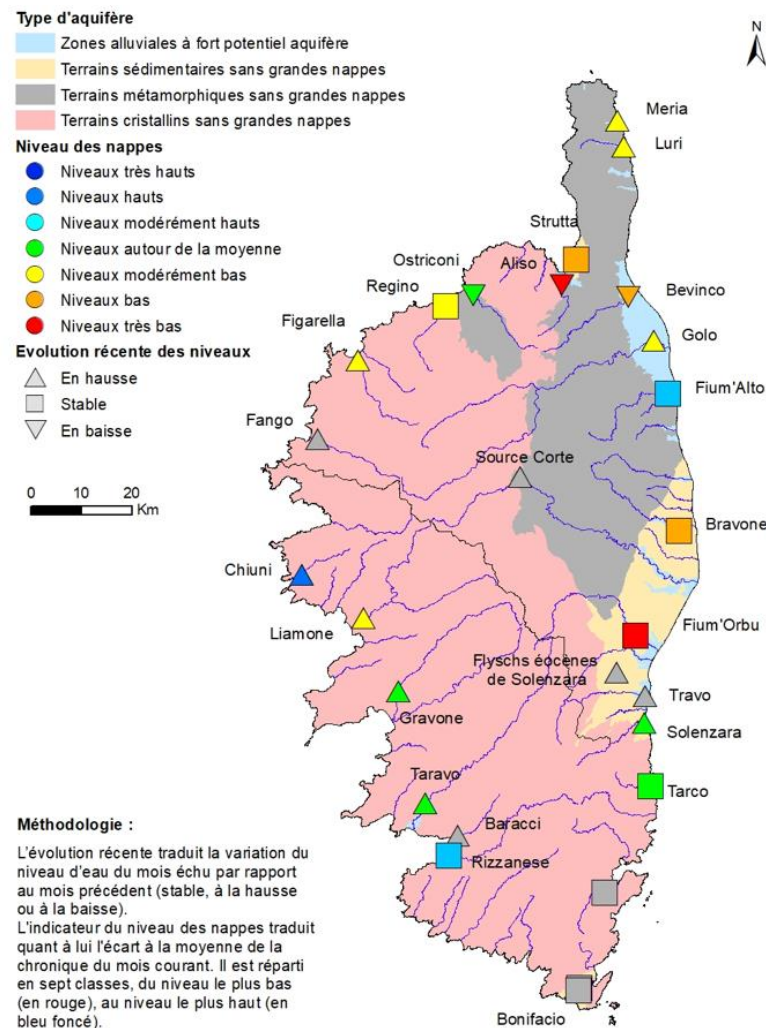 Type d'aquifère
Zones alluviales à fort potentiel aquifère
Terrains sédimentaires sans grandes nappes
Terrains métamorphiques sans grandes nappes
Terrains cristallins sans grandes nappes
Niveau des nappes
Niveaux très hauts
Niveaux hauts
Niveaux modérément hauts
Niveaux autour de la moyenne
Niveaux modérément bas
Niveaux bas
Niveaux très bas
Evolution récente des niveaux
En hausse
Stable
En baisse
0 10 20
Km
N
Meria
Luri
Strutta
Ostriconi
Aliso
Regino
Bevinco
Figarella
Golo
Fium'Alto
Fango
Source Corte
Bravone
Chiuni
Liamone
Fium'Orbu
Flyschs éocènes
de Solenzara
Travo
Gravone
Solenzara
Taravo
Tarco
Baracci
Rizzanese
Bonifacio
Méthodologie :
L'évolution récente traduit la variation du
niveau d'eau du mois échu par rapport
au mois précédent (stable, à la hausse
ou à la baisse).
L'indicateur du niveau des nappes traduit
quant à lui l'écart à la moyenne de la
chronique du mois courant. Il est réparti
en sept classes, du niveau le plus bas
(en rouge), au niveau le plus haut (en
bleu foncé).